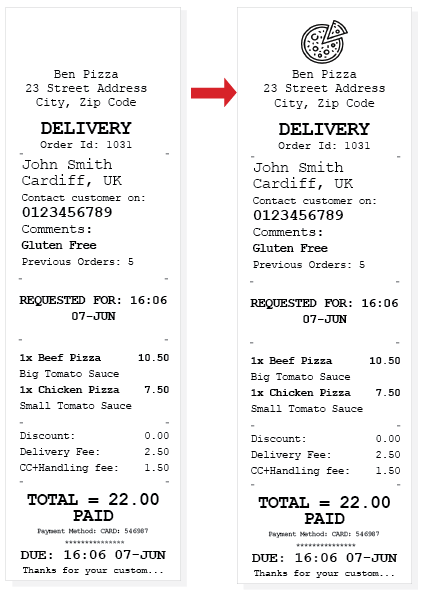 Ben Pizza
23 Street Address
City, Zip Code
DELIVERY
Order Id: 1031
John Smith
Cardiff, UK
Contact customer on:
0123456789
Comments:
Gluten Free
Previous Orders: 5
REQUESTED FOR: 16:06
07-JUN
1x Beef Pizza 10.50
Big Tomato Sauce
1x Chicken Pizza 7.50
Small Tomato Sauce
Discount: 0.00
Delivery Fee: 2.50
CC+Handling fee: 1.50
TOTAL = 22.00
PAID
Payment Method: CARD: 546987
***************
DUE: 16:06 07-JUN
Thanks for your custom...
Ben Pizza
23 Street Address
City, Zip Code
DELIVERY
Order Id: 1031
John Smith
Cardiff, UK
Contact customer on:
0123456789
Comments:
Gluten Free
Previous Orders: 5
REQUESTED FOR: 16:06
07-JUN
1x Beef Pizza 10.50
Big Tomato Sauce
1x Chicken Pizza 7.50
Small Tomato Sauce
Discount: 0.00
Delivery Fee: 2.50
CC+Handling fee: 1.50
TOTAL = 22.00
PAID
Payment Method: CARD: 546987
***************
DUE: 16:06 07-JUN
Thanks for your custom...